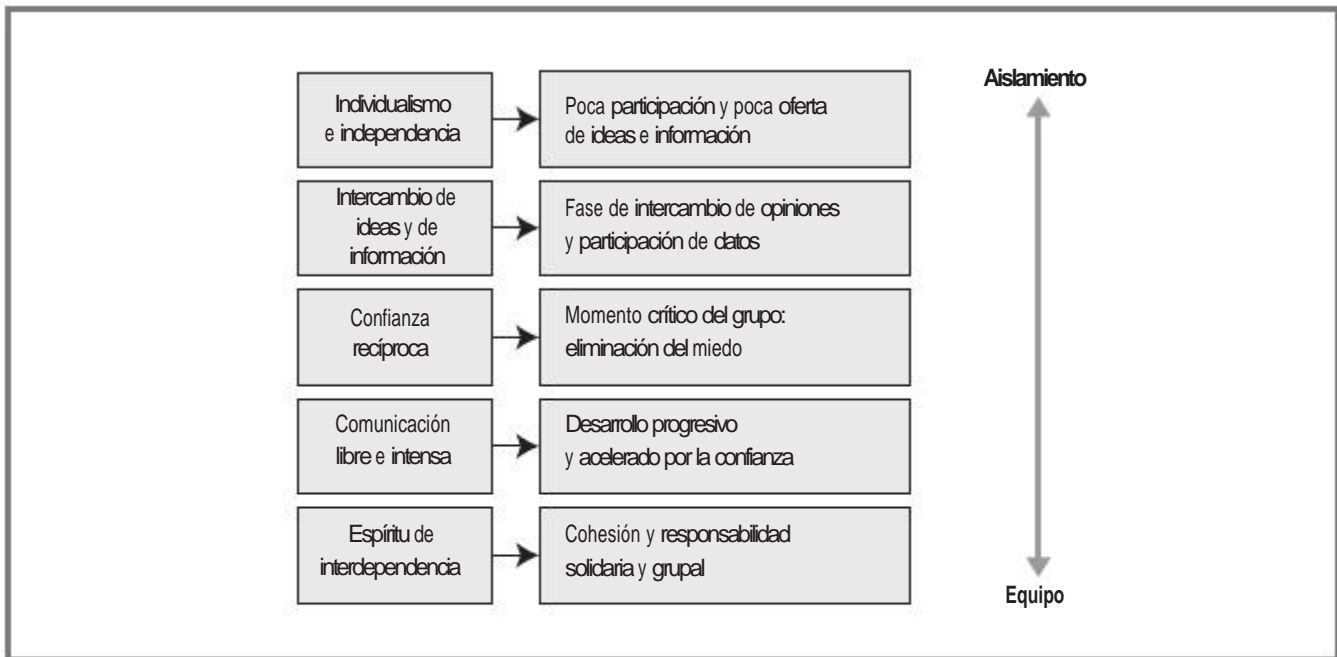 Individualismo
e independencia
Poca participación y poca oferta
de ideas e información
Intercambio de
ideas y de
información
Fase de intercambio de opiniones
y participación de datos
Confianza
recíproca
Momento crítico del grupo:
eliminación del miedo
Comunicación
libre e intensa
Desarrollo progresivo
y acelerado por la confianza
Espíritu de
interdependencia
Cohesión y responsabilidad
solidaria y grupal
Aislamiento
Equipo